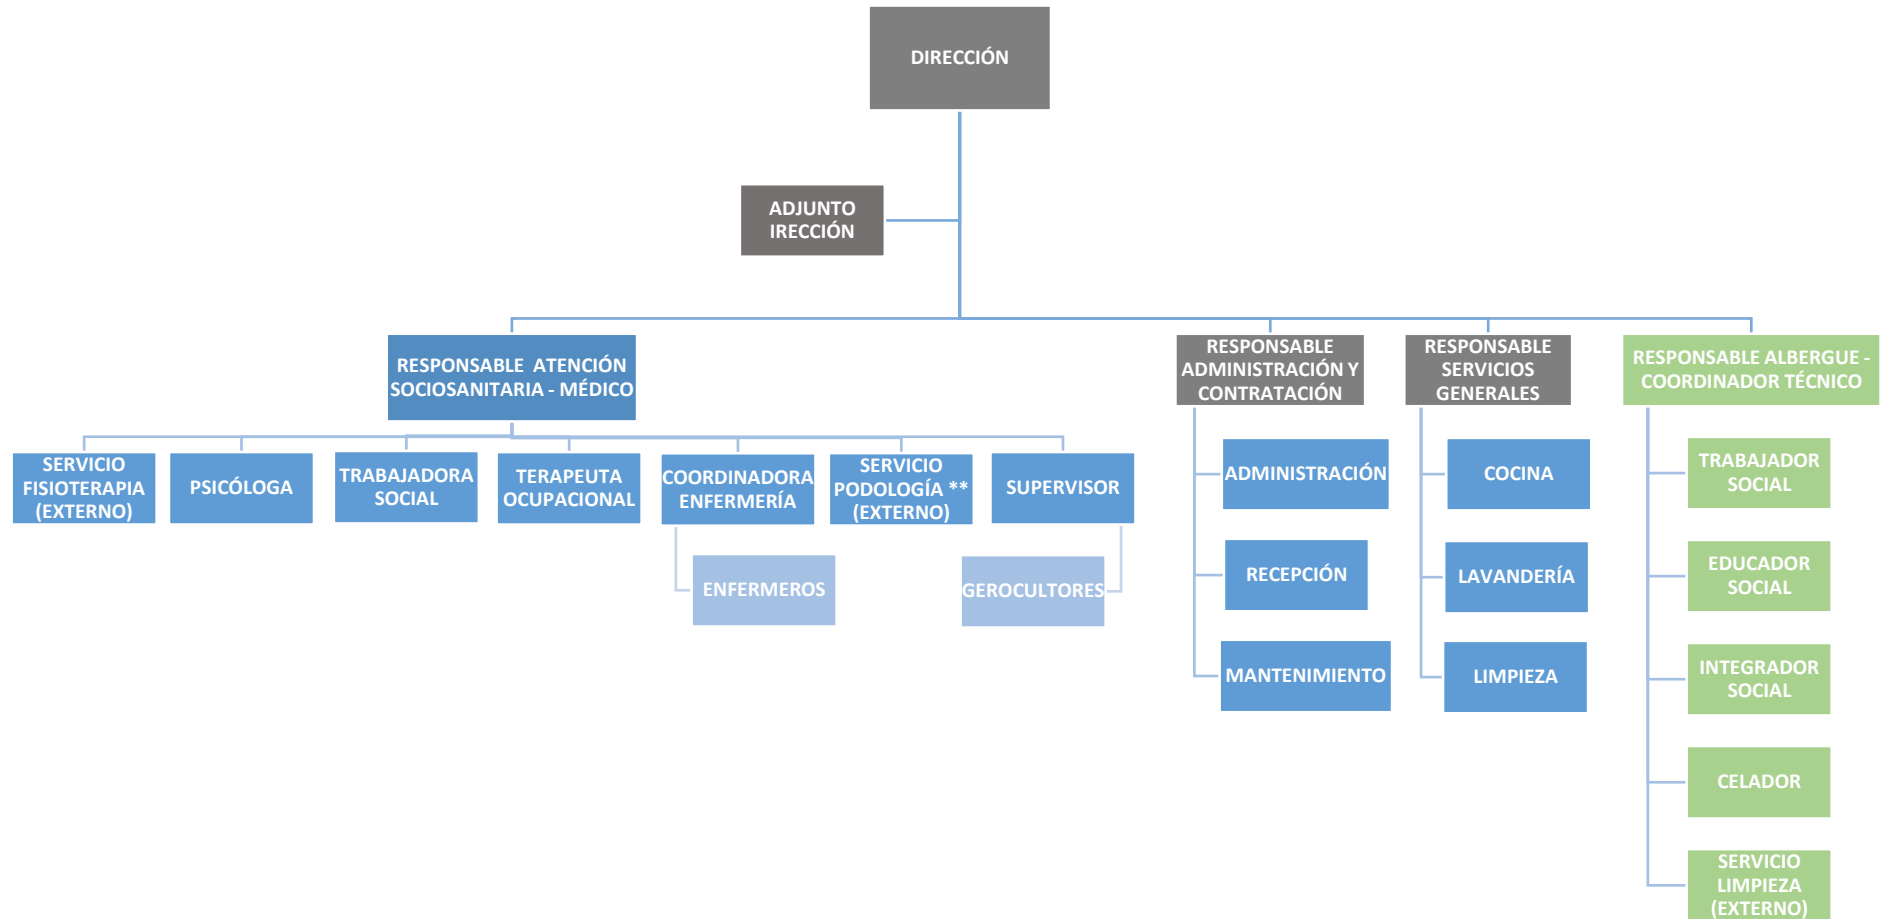 DIRECCIÓN
ADJUNTO
IRECCIÓN
RESPONSABLE ATENCIÓN
SOCIOSANITARIA - MÉDICO
RESPONSABLE
ADMINISTRACIÓN Y
CONTRATACIÓN
RESPONSABLE
SERVICIOS
GENERALES
RESPONSABLE ALBERGUE -
COORDINADOR TÉCNICO
SERVICIO
FISIOTERAPIA
(EXTERNO)
PSICÓLOGA
TRABAJADORA
SOCIAL
TERAPEUTA
OCUPACIONAL
COORDINADORA
ENFERMERÍA
SERVICIO
PODOLOGÍA **
(EXTERNO)
SUPERVISOR
ENFERMEROS
GEROCULTORES
ADMINISTRACIÓN
RECEPCIÓN
MANTENIMIENTO
COCINA
LAVANDERÍA
LIMPIEZA
TRABAJADOR
SOCIAL
EDUCADOR
SOCIAL
INTEGRADOR
SOCIAL
CELADOR
SERVICIO
LIMPIEZA
(EXTERNO)